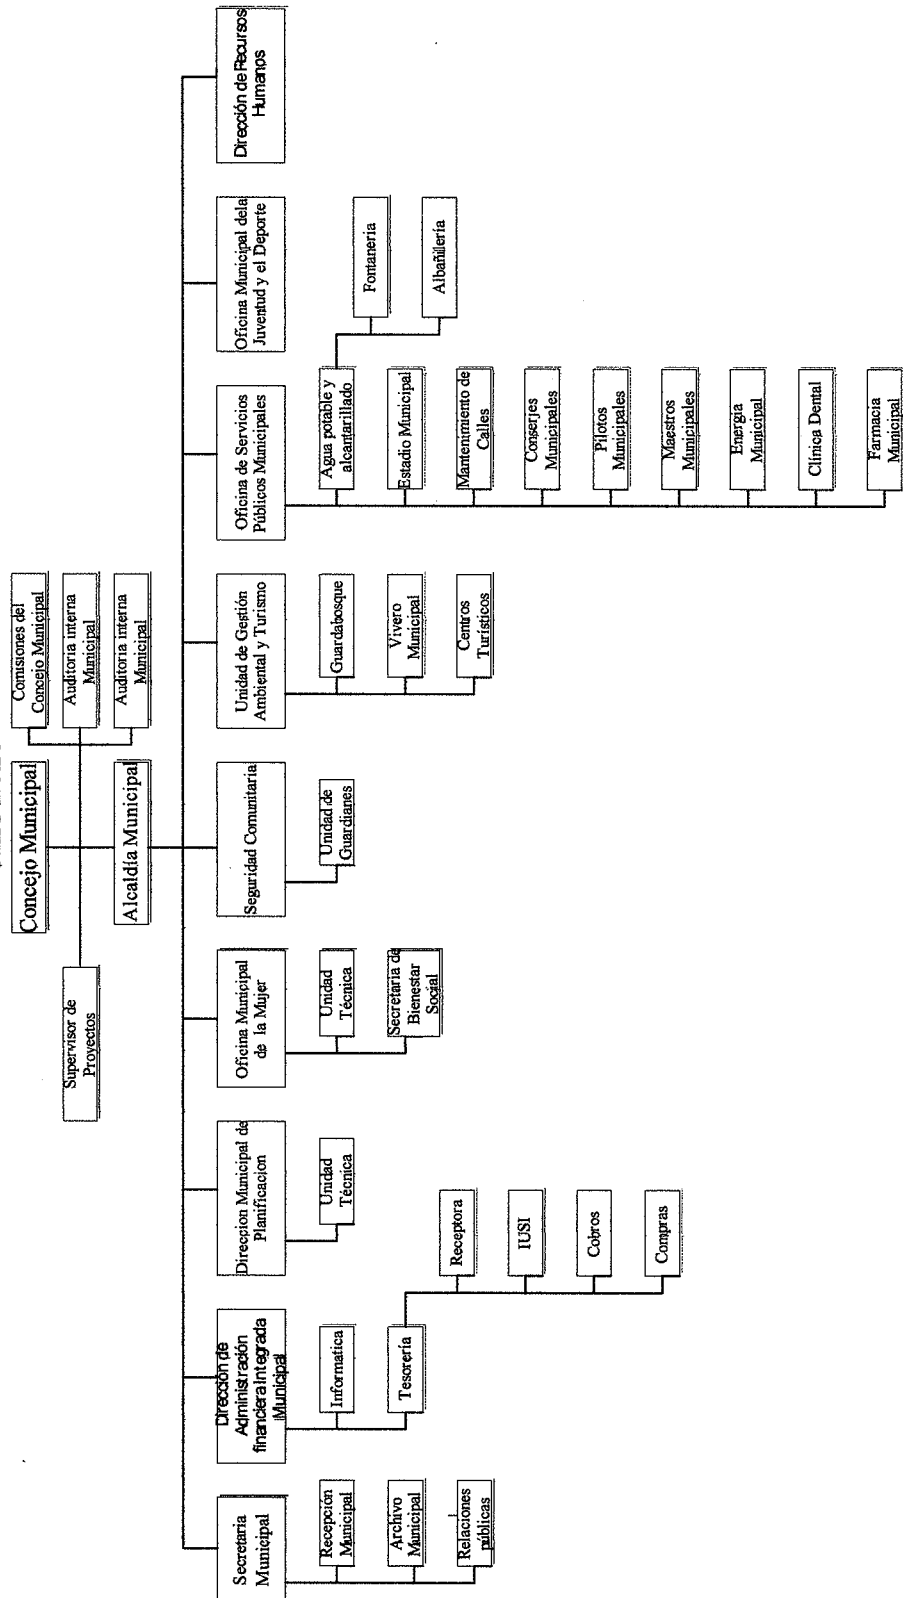 Concejo Municipal
Comisiones del
Concejo Municipal
Auditoria interna
Municipal
Auditoria interna
Municipal
Supervisor de
Proyectos
Alcaldía Municipal
Secretaria
Municipal
Recepción
Municipal
Archivo
Municipal
Relaciones
públicas
Dirección de
Administración
financiera Integrada
Municipal
Informatica
Tesorería
Receptora
IUSI
Cobros
Compras
Direccion Municipal de
Planificacion
Unidad
Técnica
Oficina Municipal
de la Mujer
Unidad
Técnica
Secretaria de
Bienestar
Social
Seguridad Comunitaria
Unidad de
Guardianes
Unidad de Gestión
Ambiental y Turismo
Guardabosque
Vivero
Municipal
Centros
Turísticos
Oficina de Servicios
Públicos Municipales
Agua potable y
alcantarillado
Fontaneria
Albañilería
Estadio Municipal
Mantenimiento de
Calles
Conserjes
Municipales
Pilotos
Municipales
Maestros
Municipales
Energia
Municipal
Clínica Dental
Farmacia
Municipal
Oficina Municipal dela
Juventud y el Deporte
Dirección de Recursos
Humanos